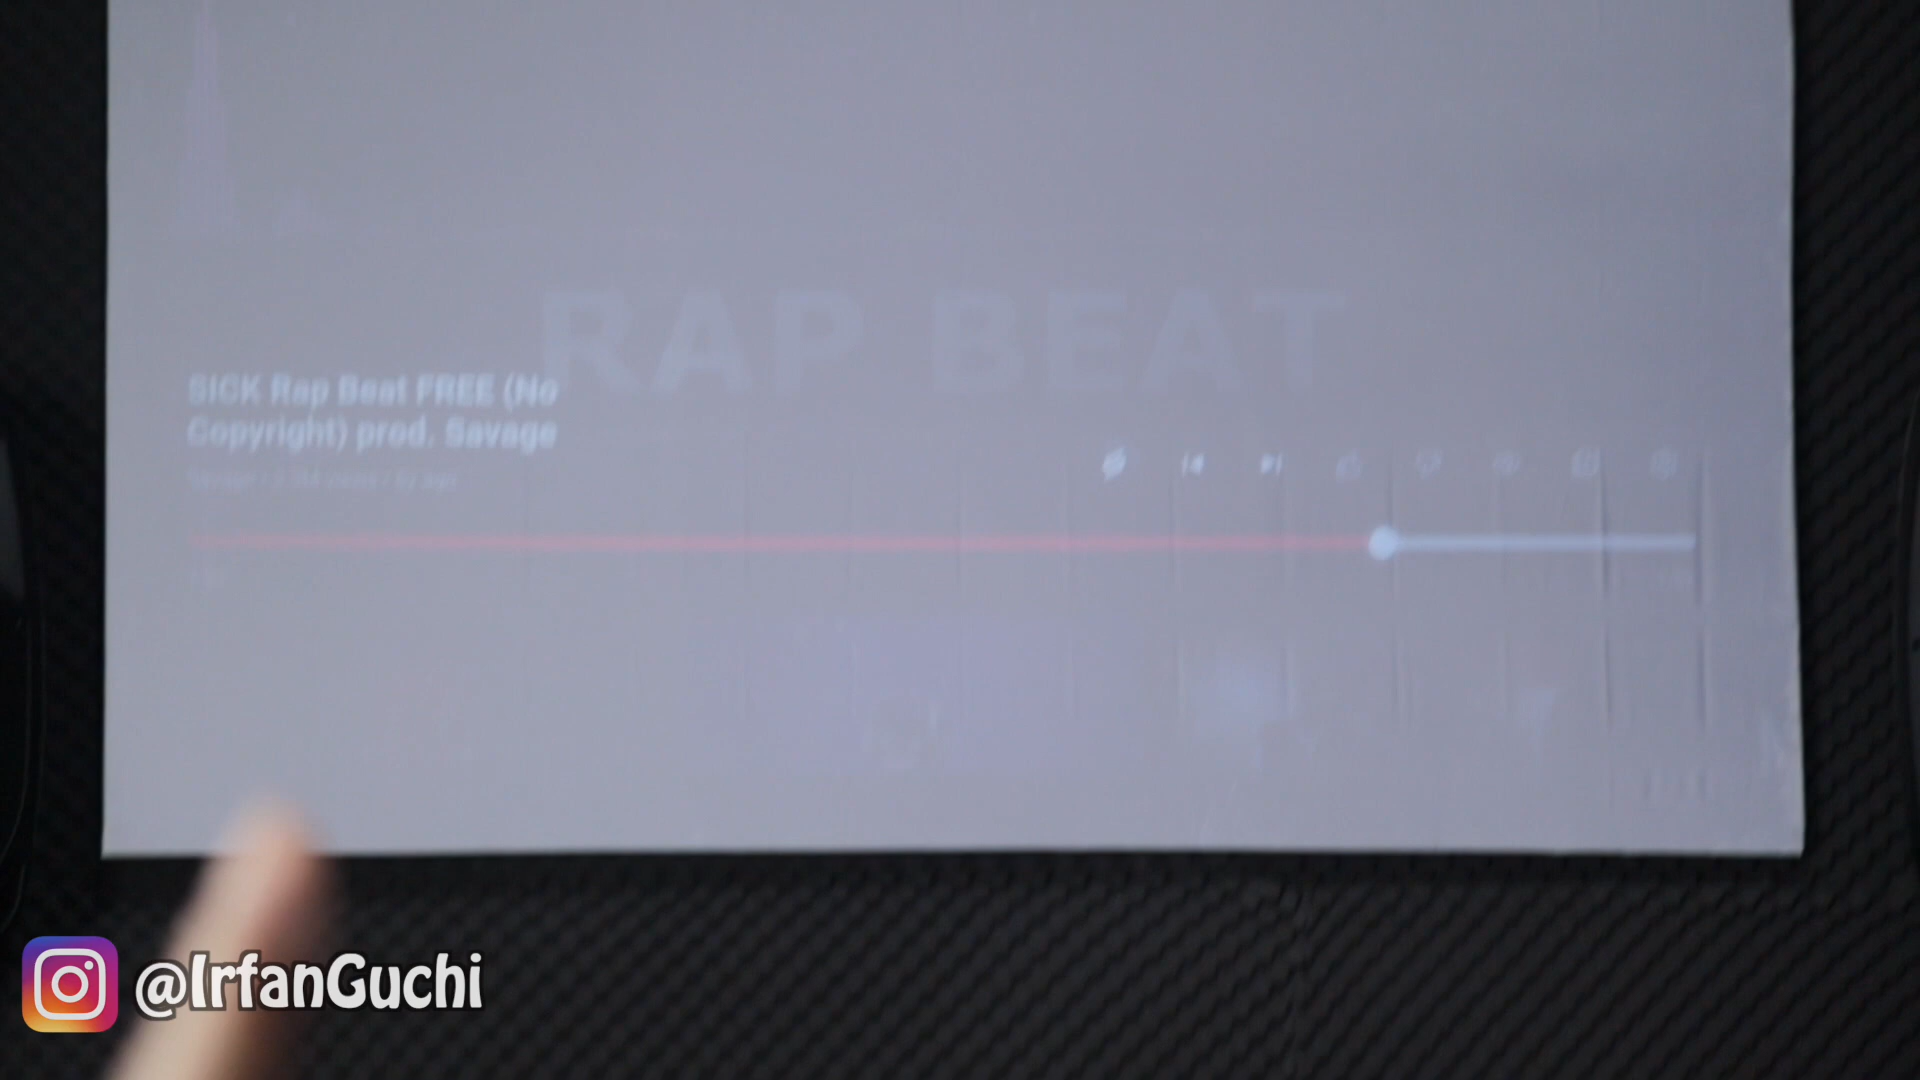 RAP BEAT
SICK Rap Beat FREE (No
Copyright) prod. Savage
@IrfanGuchi